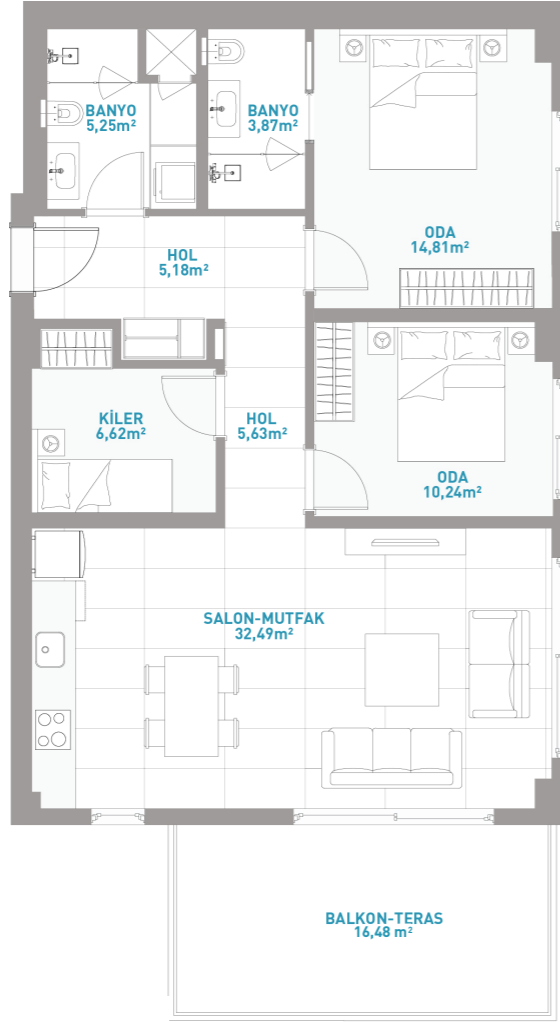 BANYO
5,25m²
BANYO
3,87m²
ODA
14,81m²
HOL
5,18m²
KİLER
6,62m²
HOL
5,63m²
ODA
10,24m²
SALON-MUTFAK
32,49m²
BALKON-TERAS
16,48 m²